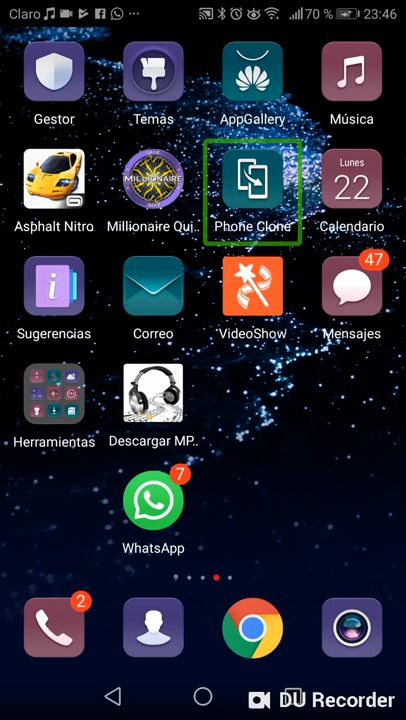 Claro 70 % 23:46
Gestor Temas AppGallery Música
MILLIONAIRE Lunes
22
Asphalt Nitro Millionaire Qui.. Phone Clone Calendario
47
Sugerencias Correo VideoShow Mensajes
Herramientas Descargar MP..
7
WhatsApp
2
DU Recorder